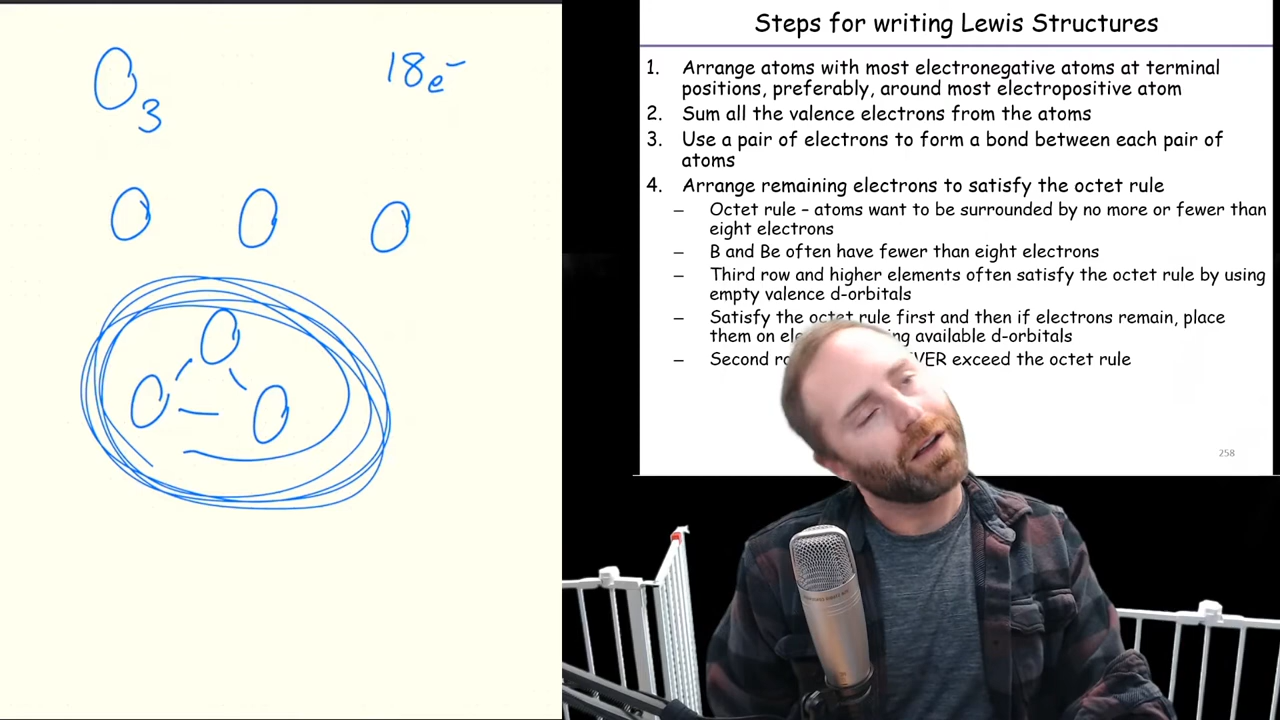 O3 18e⁻
O O O
O
O O
Steps for writing Lewis Structures
1. Arrange atoms with most electronegative atoms at terminal
positions, preferably, around most electropositive atom
2. Sum all the valence electrons from the atoms
3. Use a pair of electrons to form a bond between each pair of
atoms
4. Arrange remaining electrons to satisfy the octet rule
– Octet rule – atoms want to be surrounded by no more or fewer than
eight electrons
– B and Be often have fewer than eight electrons
– Third row and higher elements often satisfy the octet rule by using
empty valence d-orbitals
– Satisfy the octet rule first and then if electrons remain, place
them on available d-orbitals
– Second exceed the octet rule
258